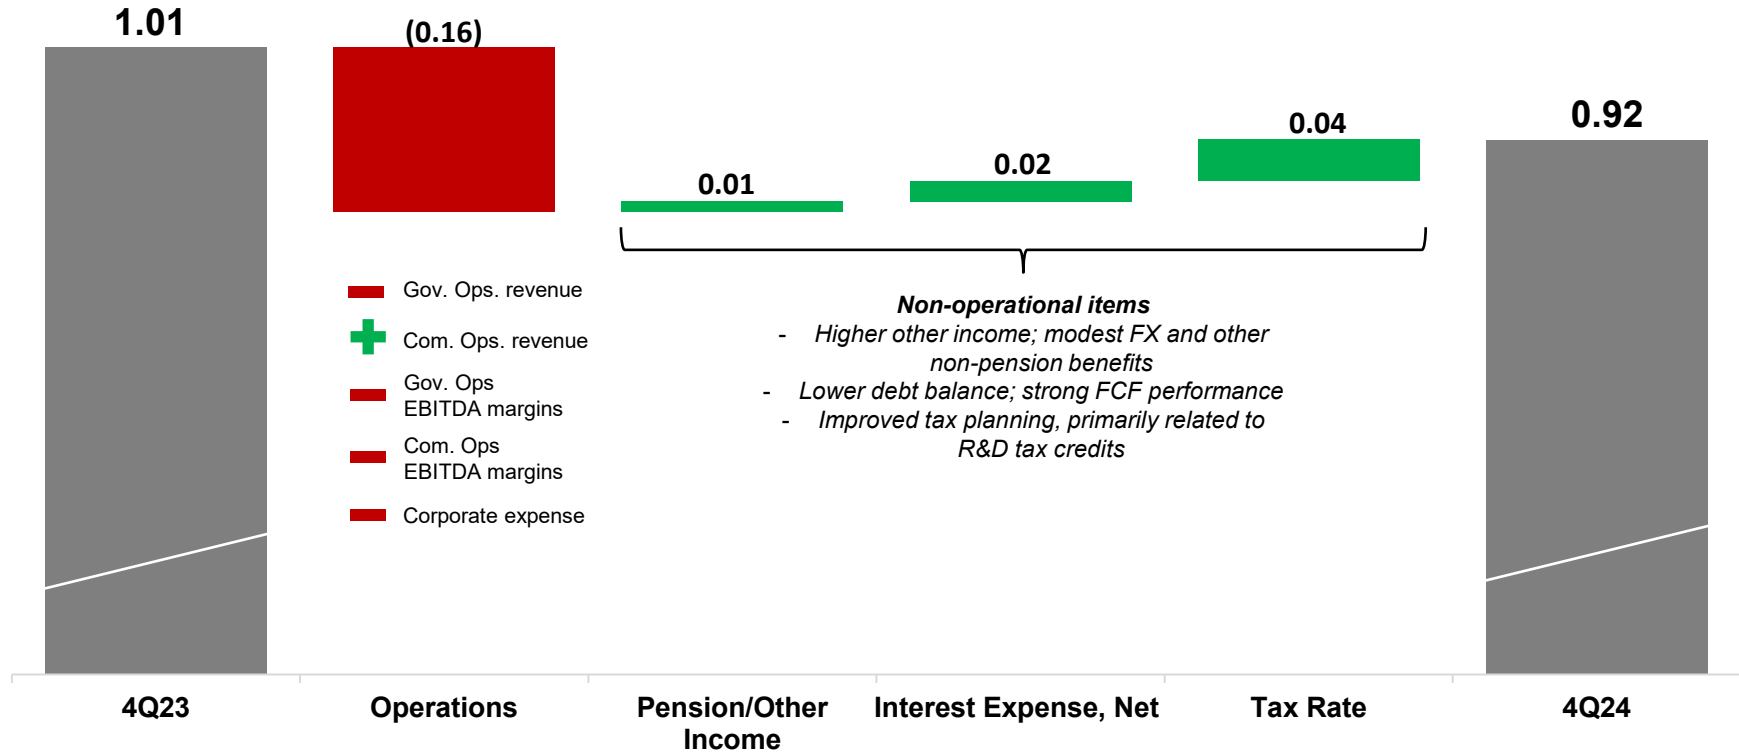 1.01
(0.16)
0.01
0.02
0.04
0.92
Gov. Ops. revenue
Com. Ops. revenue
Gov. Ops
EBITDA margins
Com. Ops
EBITDA margins
Corporate expense
Non-operational items
- Higher other income; modest FX and other
non-pension benefits
- Lower debt balance; strong FCF performance
- Improved tax planning, primarily related to
R&D tax credits
4Q23
Operations
Pension/Other
Income
Interest Expense, Net
Tax Rate
4Q24